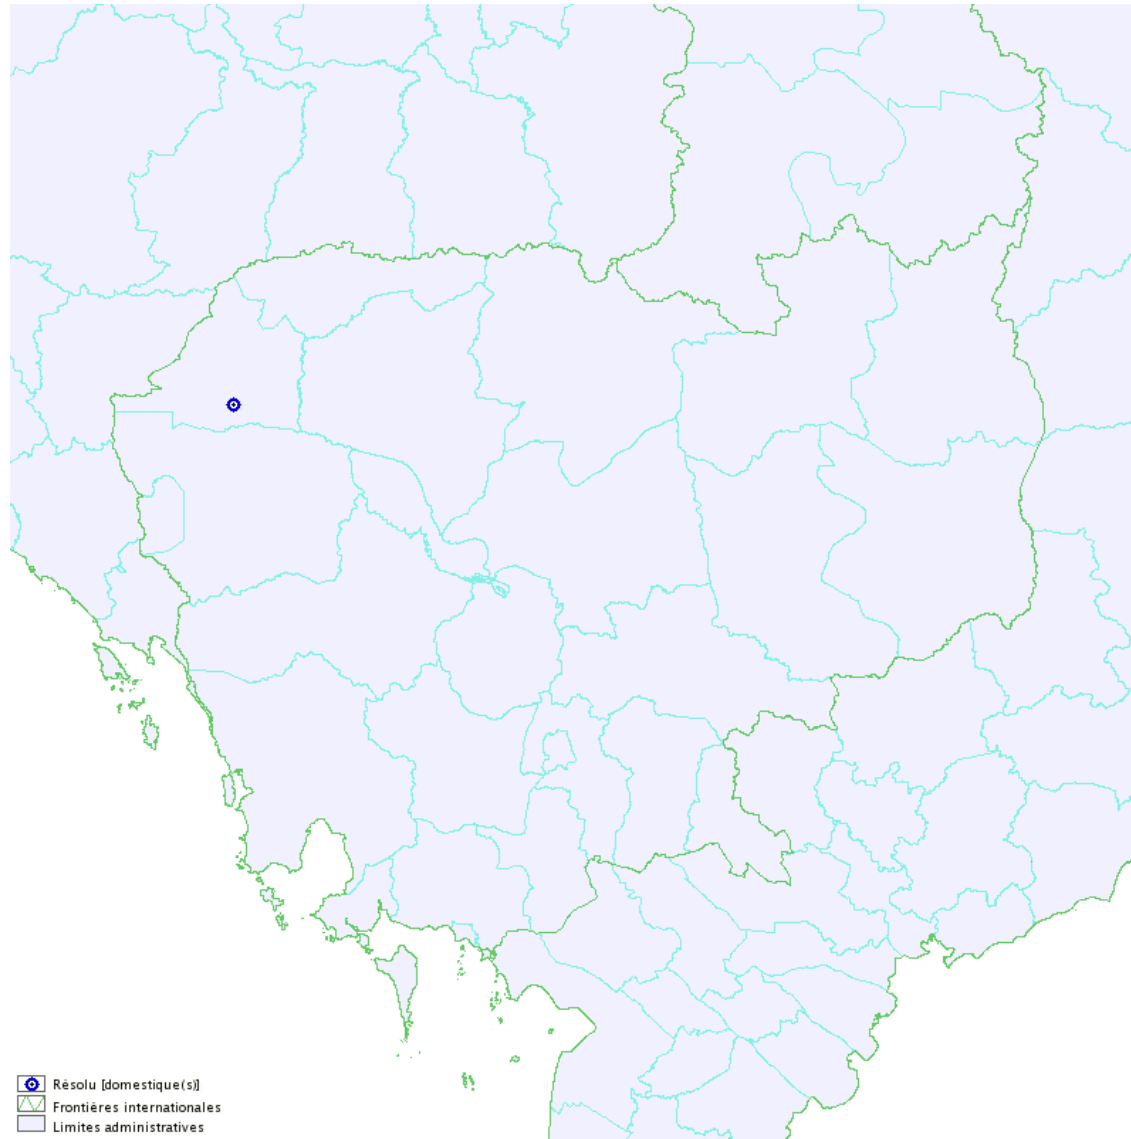 Résolu [domestique(s)]
Frontières internationales
Limites administratives